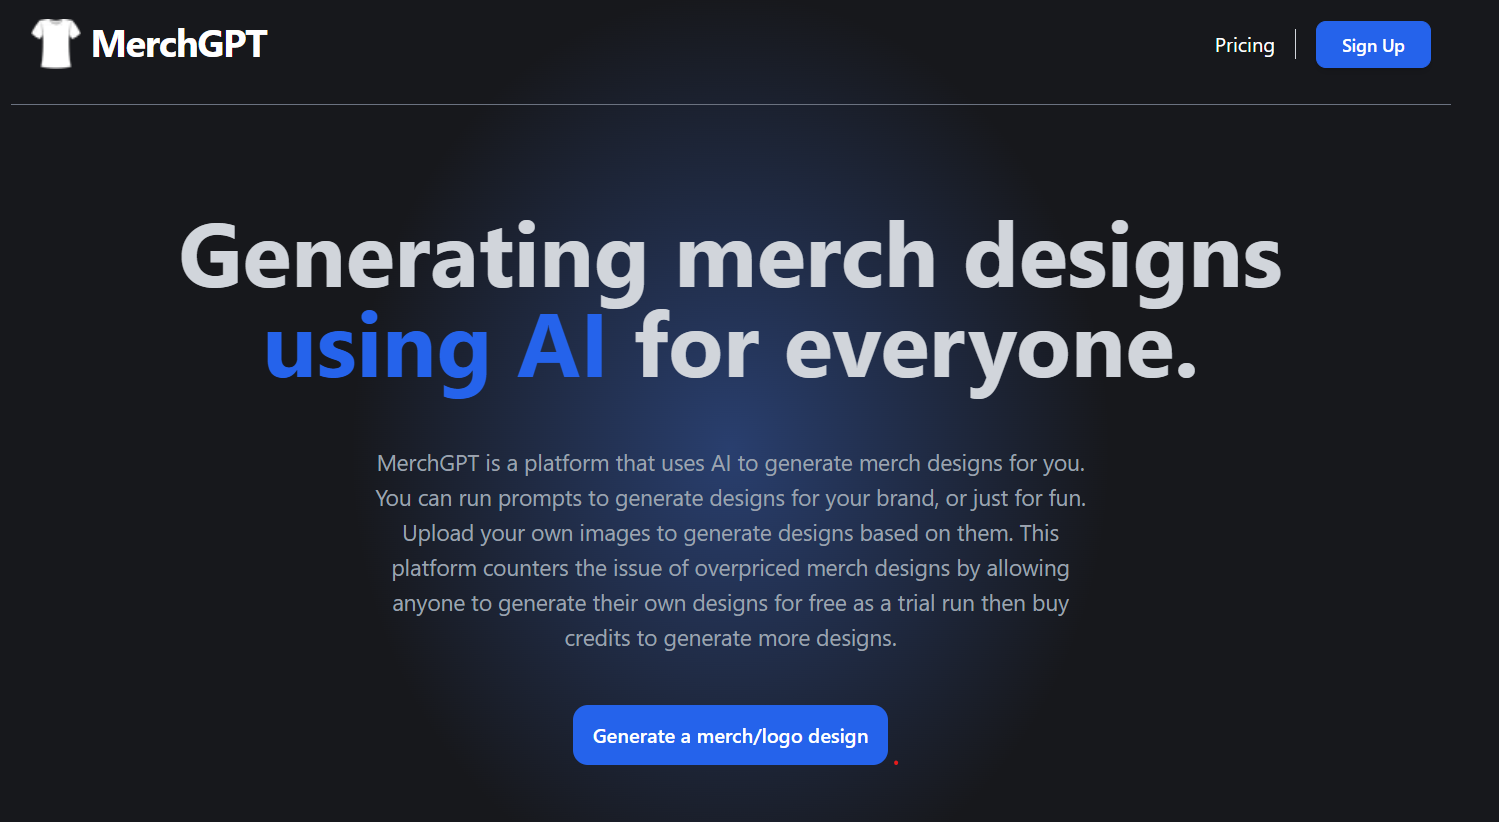 MerchGPT
Pricing
Sign Up
Generating merch designs
using AI for everyone.
MerchGPT is a platform that uses AI to generate merch designs for you.
You can run prompts to generate designs for your brand, or just for fun.
Upload your own images to generate designs based on them. This
platform counters the issue of overpriced merch designs by allowing
anyone to generate their own designs for free as a trial run then buy
credits to generate more designs.
Generate a merch/logo design